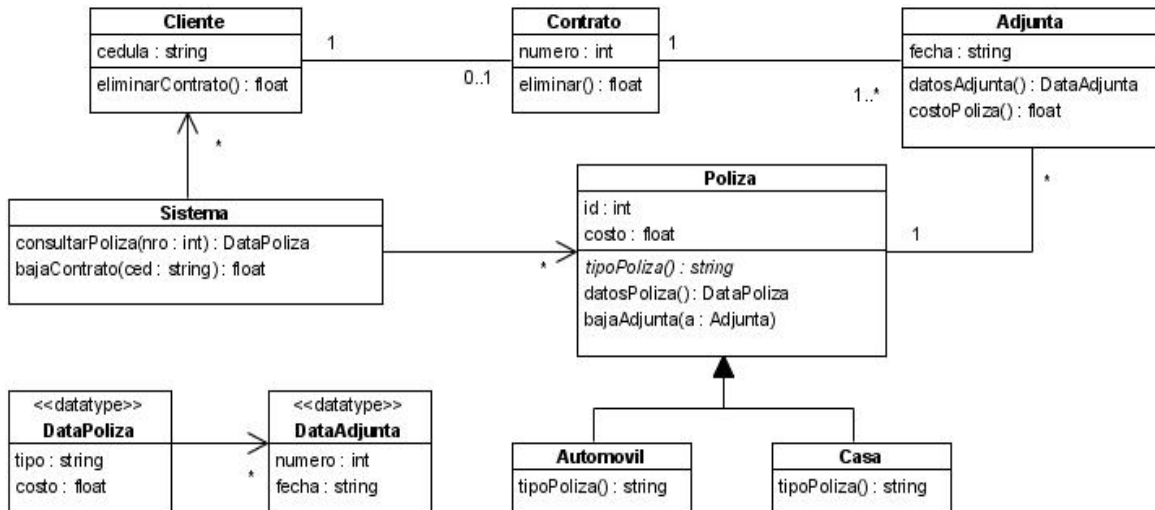 Cliente
cedula : string
eliminarContrato() : float
1
0..1
Contrato
numero : int
eliminar() : float
1
1..*
Adjunta
fecha : string
datosAdjunta() : DataAdjunta
costoPoliza() : float
*
*
Sistema
consultarPoliza(nro : int) : DataPoliza
bajaContrato(ced : string) : float
*
Poliza
id : int
costo : float
tipoPoliza() : string
datosPoliza() : DataPoliza
bajaAdjunta(a : Adjunta)
1
<<datatype>>
DataPoliza
tipo : string
costo : float
*
<<datatype>>
DataAdjunta
numero : int
fecha : string
Automovil
tipoPoliza() : string
Casa
tipoPoliza() : string